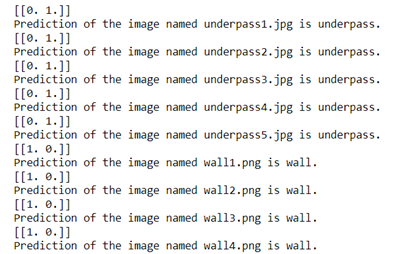 [[0. 1.]]
Prediction of the image named underpass1.jpg is underpass.
[[0. 1.]]
Prediction of the image named underpass2.jpg is underpass.
[[0. 1.]]
Prediction of the image named underpass3.jpg is underpass.
[[0. 1.]]
Prediction of the image named underpass4.jpg is underpass.
[[0. 1.]]
Prediction of the image named underpass5.jpg is underpass.
[[1. 0.]]
Prediction of the image named wall1.png is wall.
[[1. 0.]]
Prediction of the image named wall2.png is wall.
[[1. 0.]]
Prediction of the image named wall3.png is wall.
[[1. 0.]]
Prediction of the image named wall4.png is wall.